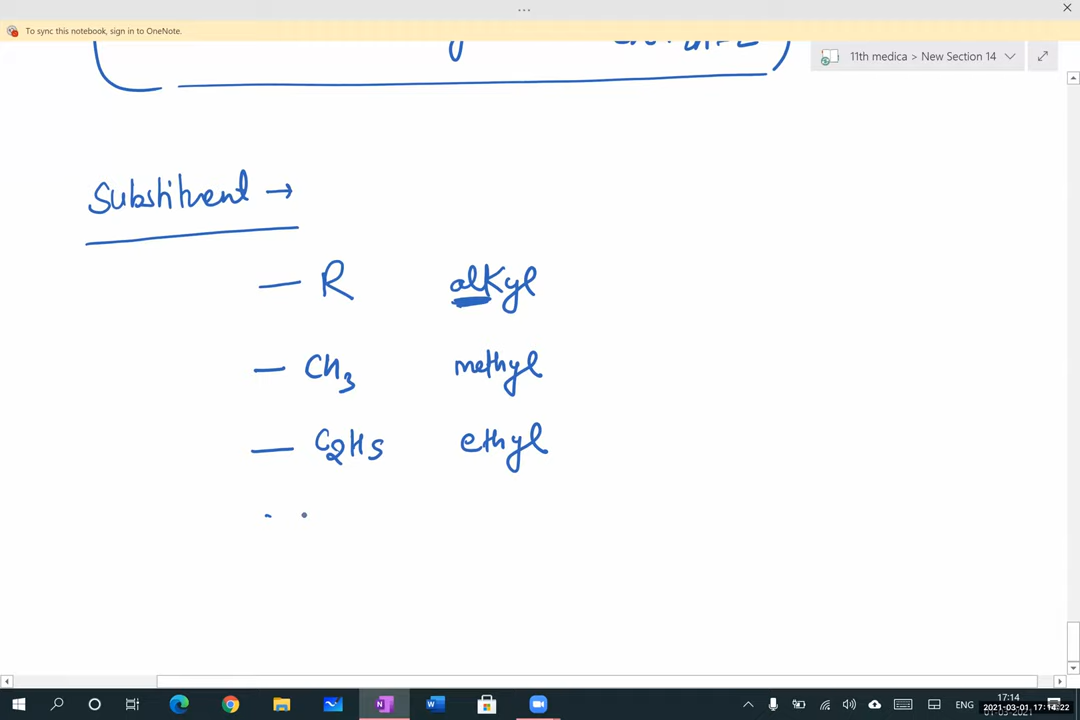 To sync this notebook, sign in to OneNote.
11th medica > New Section 14
Substituent →
— R alkyl
— CH3 methyl
— C2H5 ethyl
ENG
17:14
2021-03-01 17:14:22